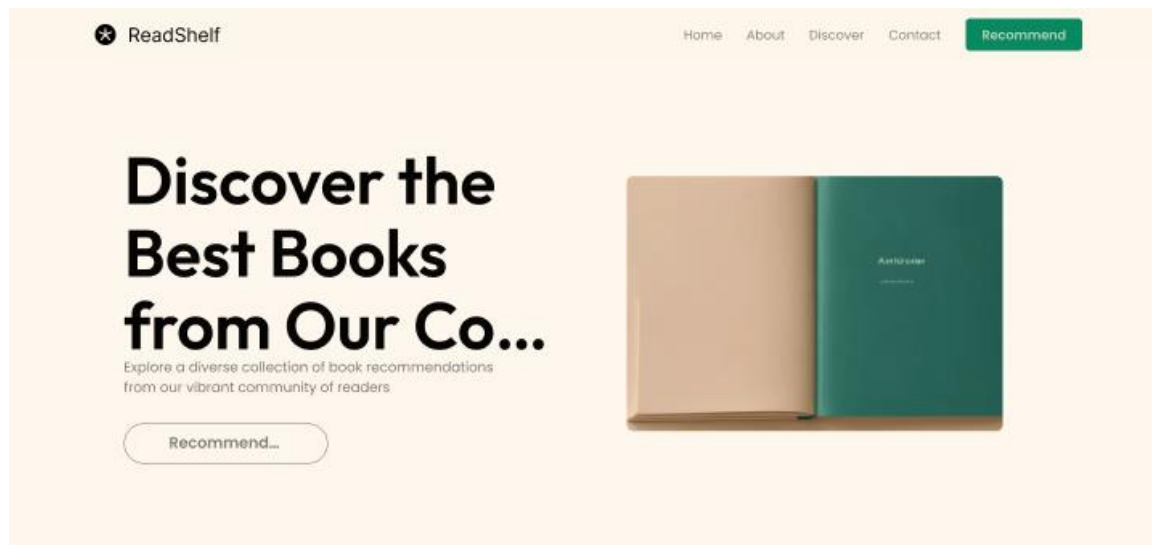 ReadShelf
Home About Discover Contact Recommend
Discover the
Best Books
from Our Co...
Explore a diverse collection of book recommendations
from our vibrant community of readers
Recommend...